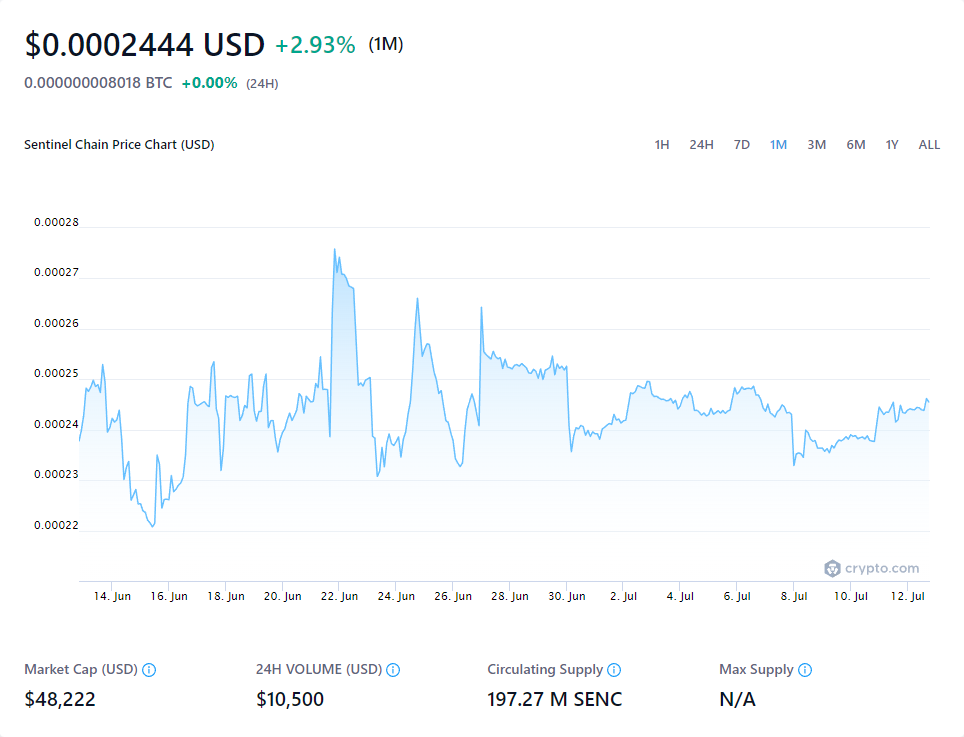 $0.0002444 USD +2.93% (1M)
0.000000008018 BTC +0.00% (24H)
Sentinel Chain Price Chart (USD) 1H 24H 7D 1M 3M 6M 1Y ALL
0.00028
0.00027
0.00026
0.00025
0.00024
0.00023
0.00022
crypto.com
14. Jun 16. Jun 18. Jun 20. Jun 22. Jun 24. Jun 26. Jun 28. Jun 30. Jun 2. Jul 4. Jul 6. Jul 8. Jul 10. Jul 12. Jul
Market Cap (USD) 24H VOLUME (USD) Circulating Supply Max Supply
$48,222 $10,500 197.27 M SENC N/A